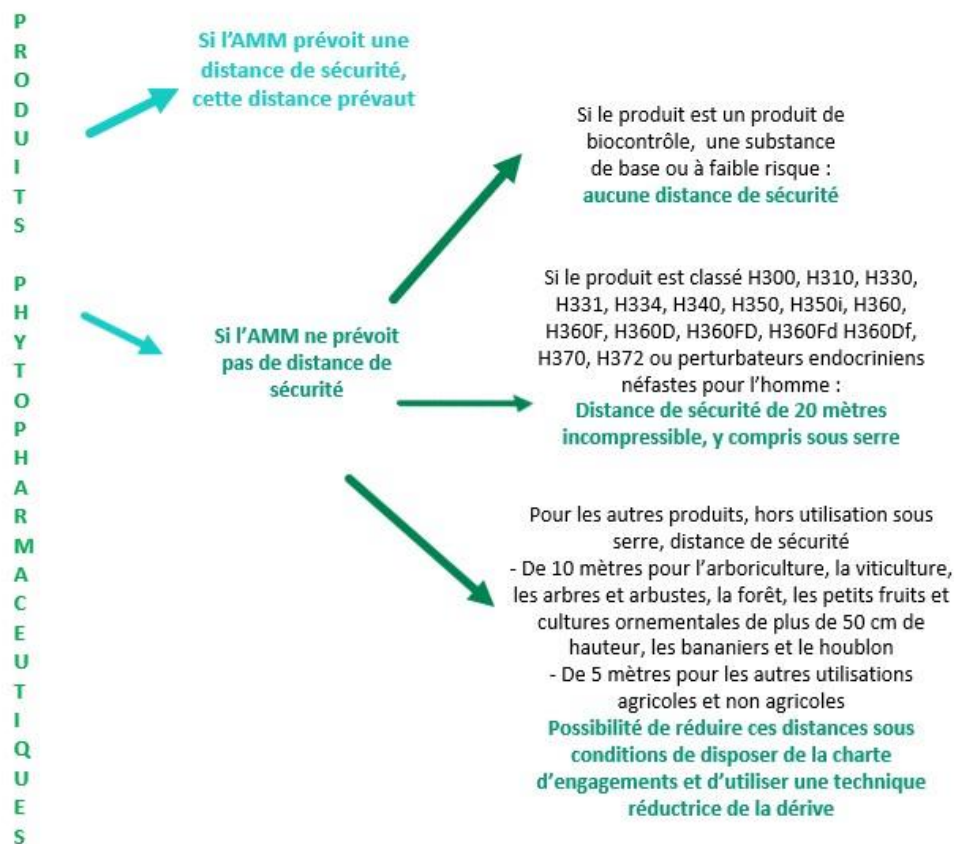 PRODUITS PHYTOPHARMACEUTIQUES
Si l'AMM prévoit une
distance de sécurité,
cette distance prévaut
Si l'AMM ne prévoit
pas de distance de
sécurité
Si le produit est un produit de
biocontrôle, une substance
de base ou à faible risque :
aucune distance de sécurité
Si le produit est classé H300, H310, H330,
H331, H334, H340, H350, H350i, H360,
H360F, H360D, H360FD, H360Fd H360Df,
H370, H372 ou perturbateurs endocriniens
néfastes pour l'homme :
Distance de sécurité de 20 mètres
incompressible, y compris sous serre
Pour les autres produits, hors utilisation sous
serre, distance de sécurité
- De 10 mètres pour l'arboriculture, la viticulture,
les arbres et arbustes, la forêt, les petits fruits et
cultures ornementales de plus de 50 cm de
hauteur, les bananiers et le houblon
- De 5 mètres pour les autres utilisations
agricoles et non agricoles
Possibilité de réduire ces distances sous
conditions de disposer de la charte
d'engagements et d'utiliser une technique
réductrice de la dérive